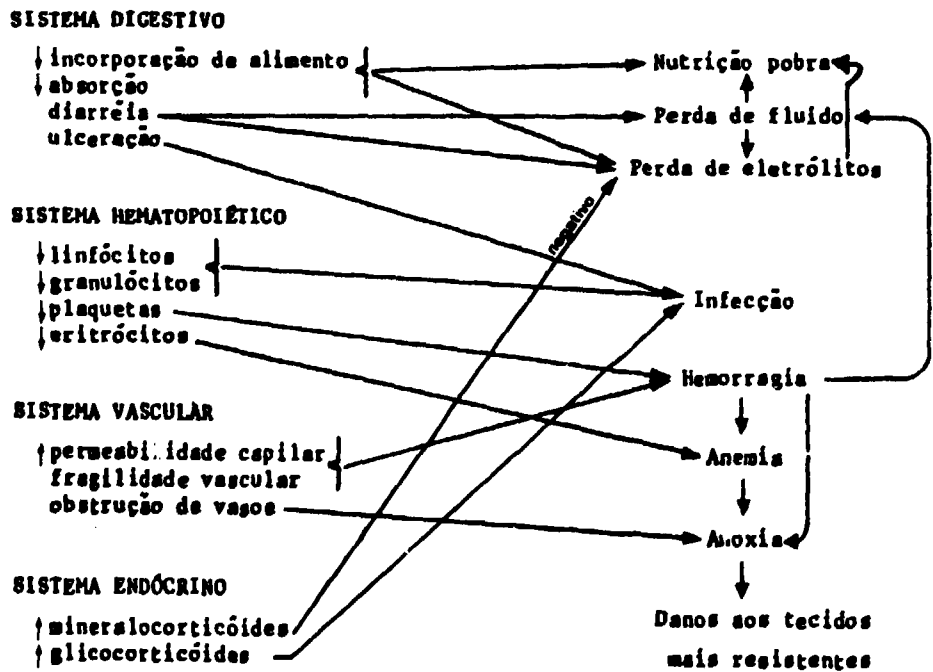 SISTEMA DIGESTIVO
↓ incorporação de alimento
↓ absorção
diarréia
ulceração
Nutrição pobra
Perda de fluido
Perda de eletrólitos
negativo
SISTEMA HEMATOPOIÉTICO
↓ linfócitos
↓ granulócitos
↓ plaquetas
↓ eritrócitos
Infecção
Hemorragia
SISTEMA VASCULAR
↑ permeabilidade capilar
fragilidade vascular
obstrução de vasos
Anemia
Anoxia
SISTEMA ENDÓCRINO
↑ mineralocorticóides
↑ glicocorticóides
Danos aos tecidos
mais resistentes